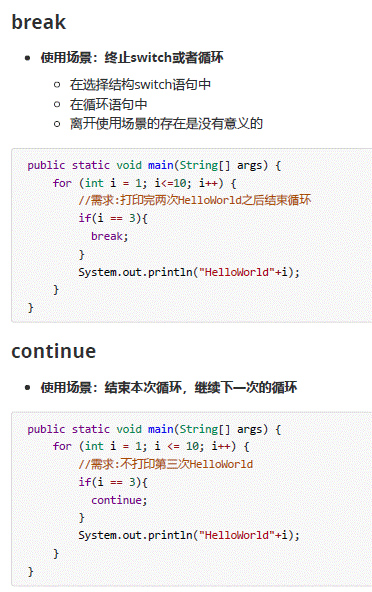 break
使用场景：终止switch或者循环
在选择结构switch语句中
在循环语句中
离开使用场景的存在是没有意义的
public static void main(String[] args) {
for (int i = 1; i<=10; i++) {
//需求:打印完两次HelloWorld之后结束循环
if(i == 3){
break;
}
System.out.println("HelloWorld"+i);
}
}
continue
使用场景：结束本次循环，继续下一次的循环
public static void main(String[] args) {
for (int i = 1; i <= 10; i++) {
//需求:不打印第三次HelloWorld
if(i == 3){
continue;
}
System.out.println("HelloWorld"+i);
}
}